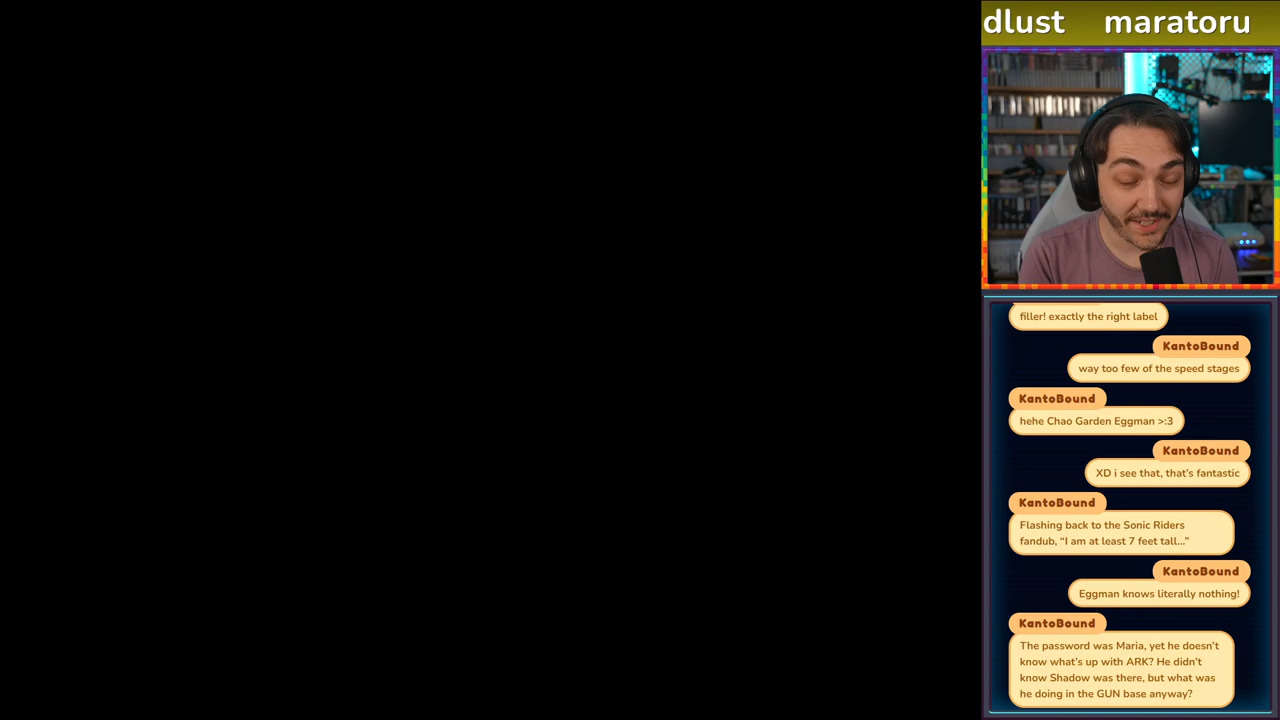 dlust maratoru
filler! exactly the right label
KantoBound
way too few of the speed stages
KantoBound
hehe Chao Garden Eggman >:3
KantoBound
XD i see that, that's fantastic
KantoBound
Flashing back to the Sonic Riders
fandub, “I am at least 7 feet tall...”
KantoBound
Eggman knows literally nothing!
KantoBound
The password was Maria, yet he doesn’t
know what’s up with ARK? He didn’t
know Shadow was there, but what was
he doing in the GUN base anyway?